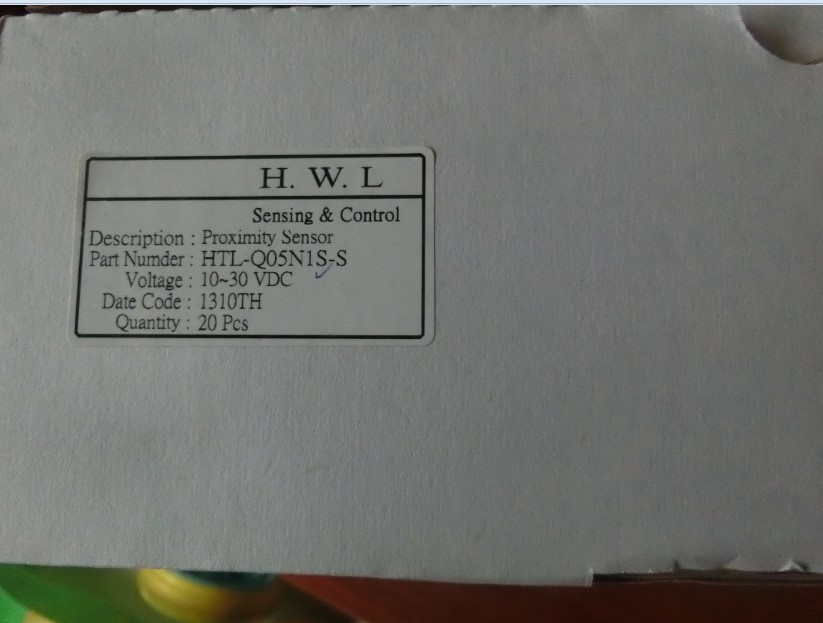 H. W. L
Sensing & Control
Description : Proximity Sensor
Part Numder : HTL-Q05N1S-S
Voltage : 10~30 VDC
Date Code : 1310TH
Quantity : 20 Pcs